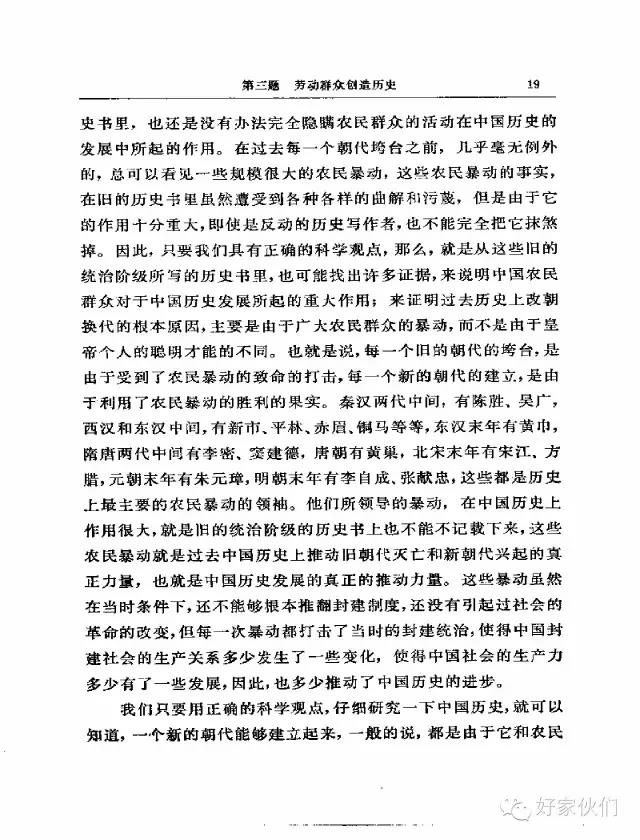 第三题 劳动群众创造历史 19
史书里，也还是没有办法完全隐瞒农民群众的活动在中国历史的
发展中所起的作用。在过去每一个朝代垮台之前，几乎毫无例外
的，总可以看见一些规模很大的农民暴动，这些农民暴动的事实，
在旧的历史书里虽然遭受到各种各样的曲解和污蔑，但是由于它
的作用十分重大，即使是反动的历史写作者，也不能完全把它抹煞
掉。因此，只要我们具有正确的科学观点，那么，就是从这些旧的
统治阶级所写的历史书里，也可能找出许多证据，来说明中国农民
群众对于中国历史发展所起的重大作用；来证明过去历史上改朝
换代的根本原因，主要是由于广大农民群众的暴动，而不是由于皇
帝个人的聪明才能的不同。也就是说，每一个旧的朝代的垮台，是
由于受到了农民暴动的致命的打击，每一个新的朝代的建立，是由
于利用了农民暴动的胜利的果实。秦汉两代中间，有陈胜、吴广，
西汉和东汉中间，有新市、平林、赤眉、铜马等等，东汉末年有黄巾，
隋唐两代中间有李密、窦建德，唐朝有黄巢，北宋末年有宋江、方
腊，元朝末年有朱元璋，明朝末年有李自成、张献忠，这些都是历史
上最主要的农民暴动的领袖。他们所领导的暴动，在中国历史上
作用很大，就是旧的统治阶级的历史书上也不能不记载下来，这些
农民暴动就是过去中国历史上推动旧朝代灭亡和新朝代兴起的真
正力量，也就是中国历史发展的真正的推动力量。这些暴动虽然
在当时条件下，还不能够根本推翻封建制度，还没有引起过社会的
革命的改变，但每一次暴动都打击了当时的封建统治，使得中国封
建社会的生产关系多少发生了一些变化，使得中国社会的生产力
多少有了一些发展，因此，也多少推动了中国历史的进步。
我们只要用正确的科学观点，仔细研究一下中国历史，就可以
知道，一个新的朝代能够建立起来，一般的说，都是由于它和农民
好家伙们